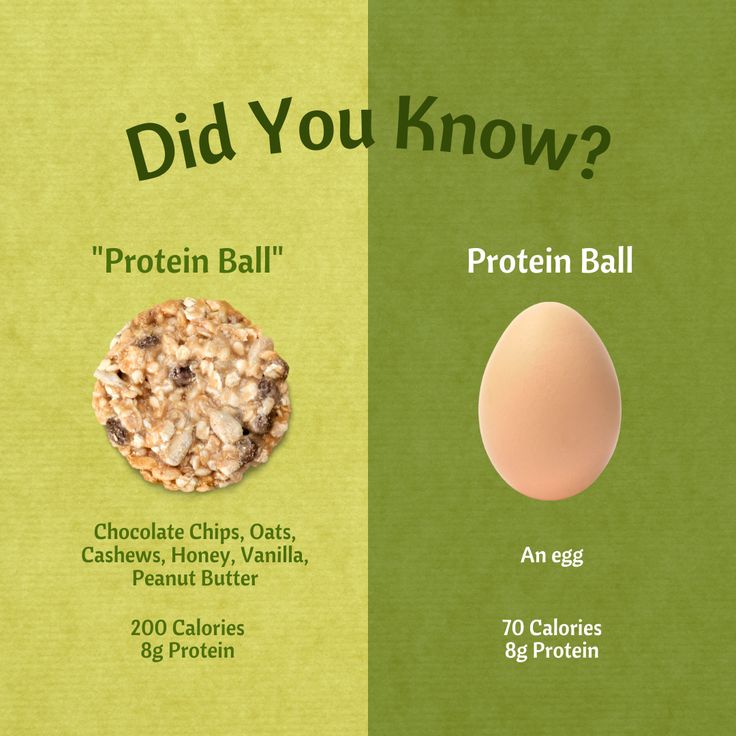 Did You Know?
"Protein Ball"
Chocolate Chips, Oats,
Cashews, Honey, Vanilla,
Peanut Butter
200 Calories
8g Protein
Protein Ball
An egg
70 Calories
8g Protein